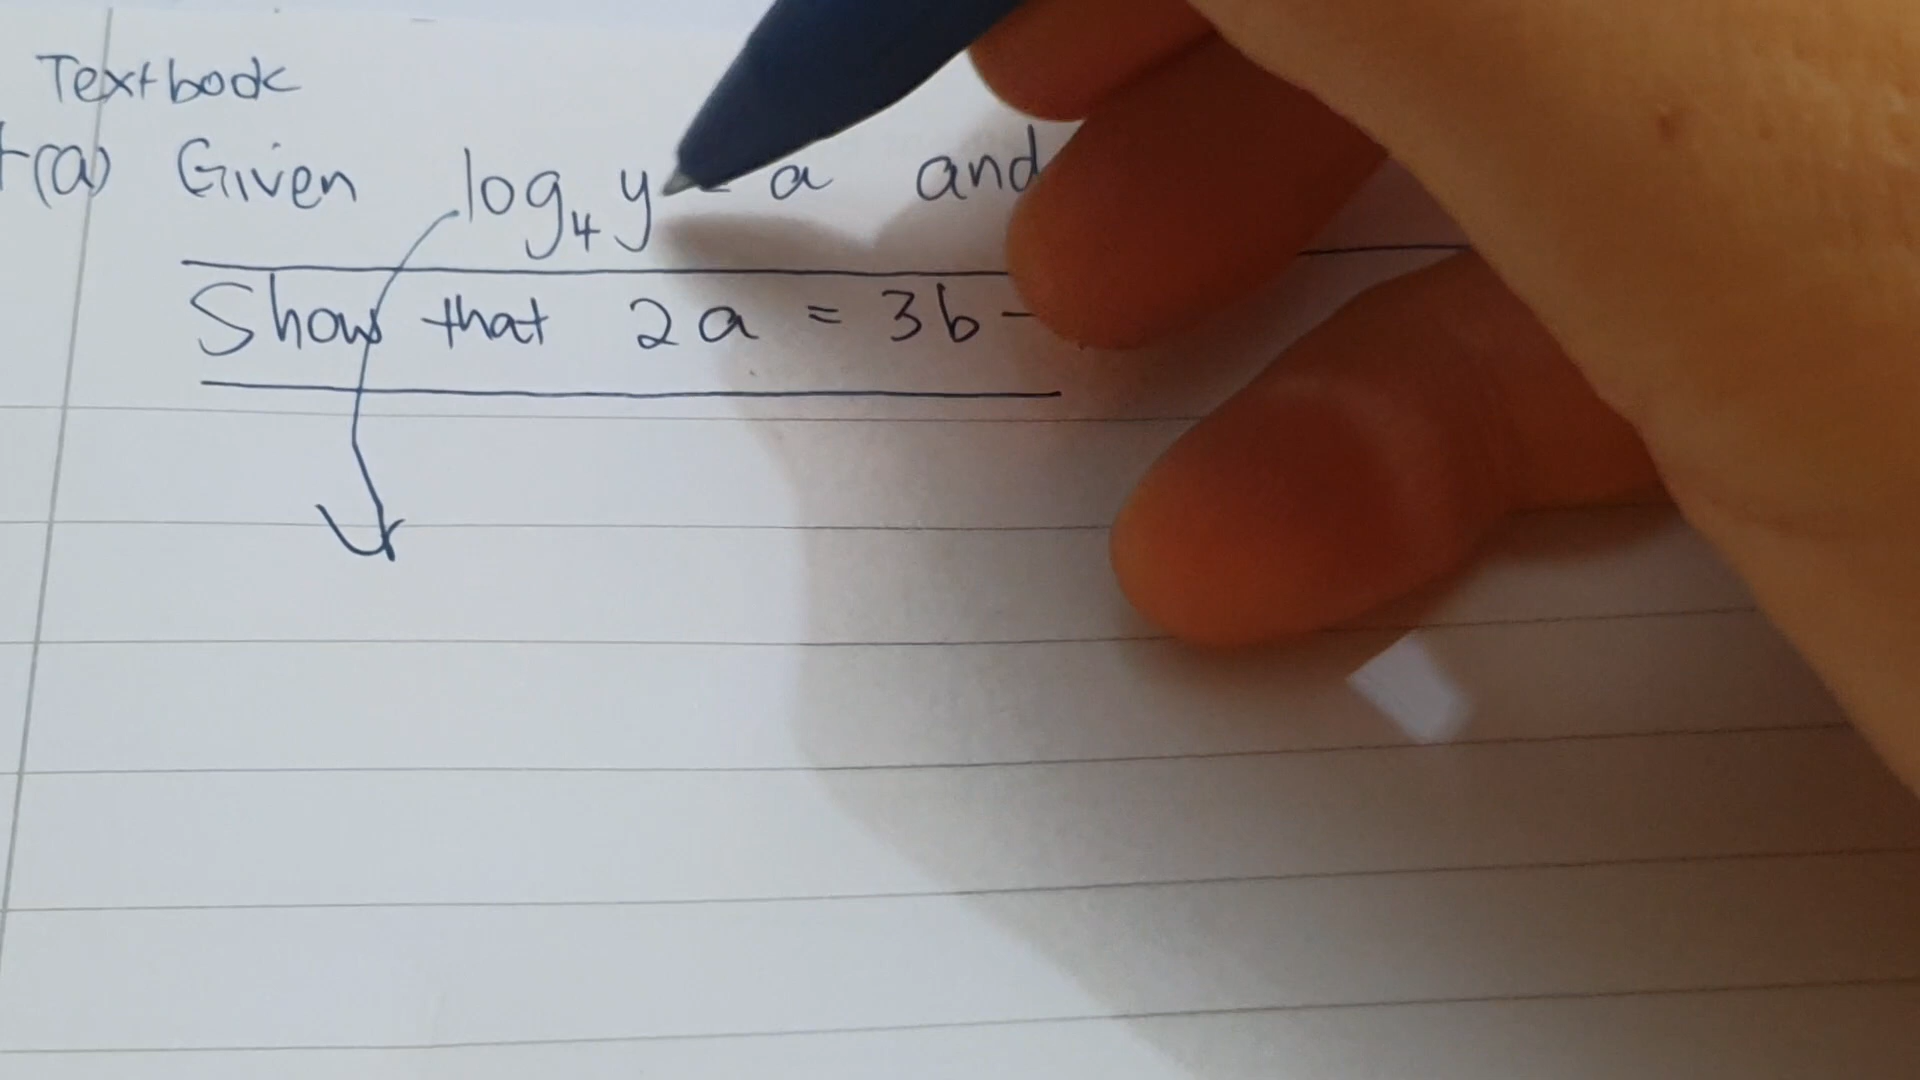 Textbook
(a) Given log₄ y = a and
Show that 2a = 3b -